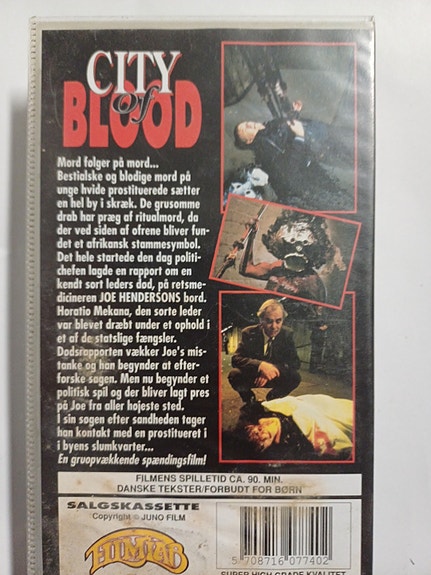 CITY
of
BLOOD
Mord følger på mord...
Bestialske og blodige mord på
unge hvide prostituerede sætter
en hel by i skræk. De grusomme
drab har præg af ritualmord, da
der ved siden af ofrene bliver fun-
det et afrikansk stammesymbol.
Det hele startede den dag politi-
chefen lagde en rapport om en
kendt sort leders død, på retsme-
dicineren JOE HENDERSONS bord.
Horatio Mekana, den sorte leder
var blevet dræbt under et ophold i
et af de statslige fængsler.
Dødsrapporten vækker Joe's mis-
tanke og han begynder at efter-
forske sagen. Men nu begynder et
politisk spil og der bliver lagt pres
på Joe fra aller højeste sted.
I sin søgen efter sandheden tager
han kontakt med en prostitueret i
i byens slumkvarter...
En gruopvækkende spændingsfilm!
FILMENS SPILLETID CA. 90. MIN.
DANSKE TEKSTER/FORBUDT FOR BØRN
SALGSKASSETTE
Copyright © JUNO FILM
FILMLAB
5 708716 077402
SUPER HIGH GRADE KVALITET